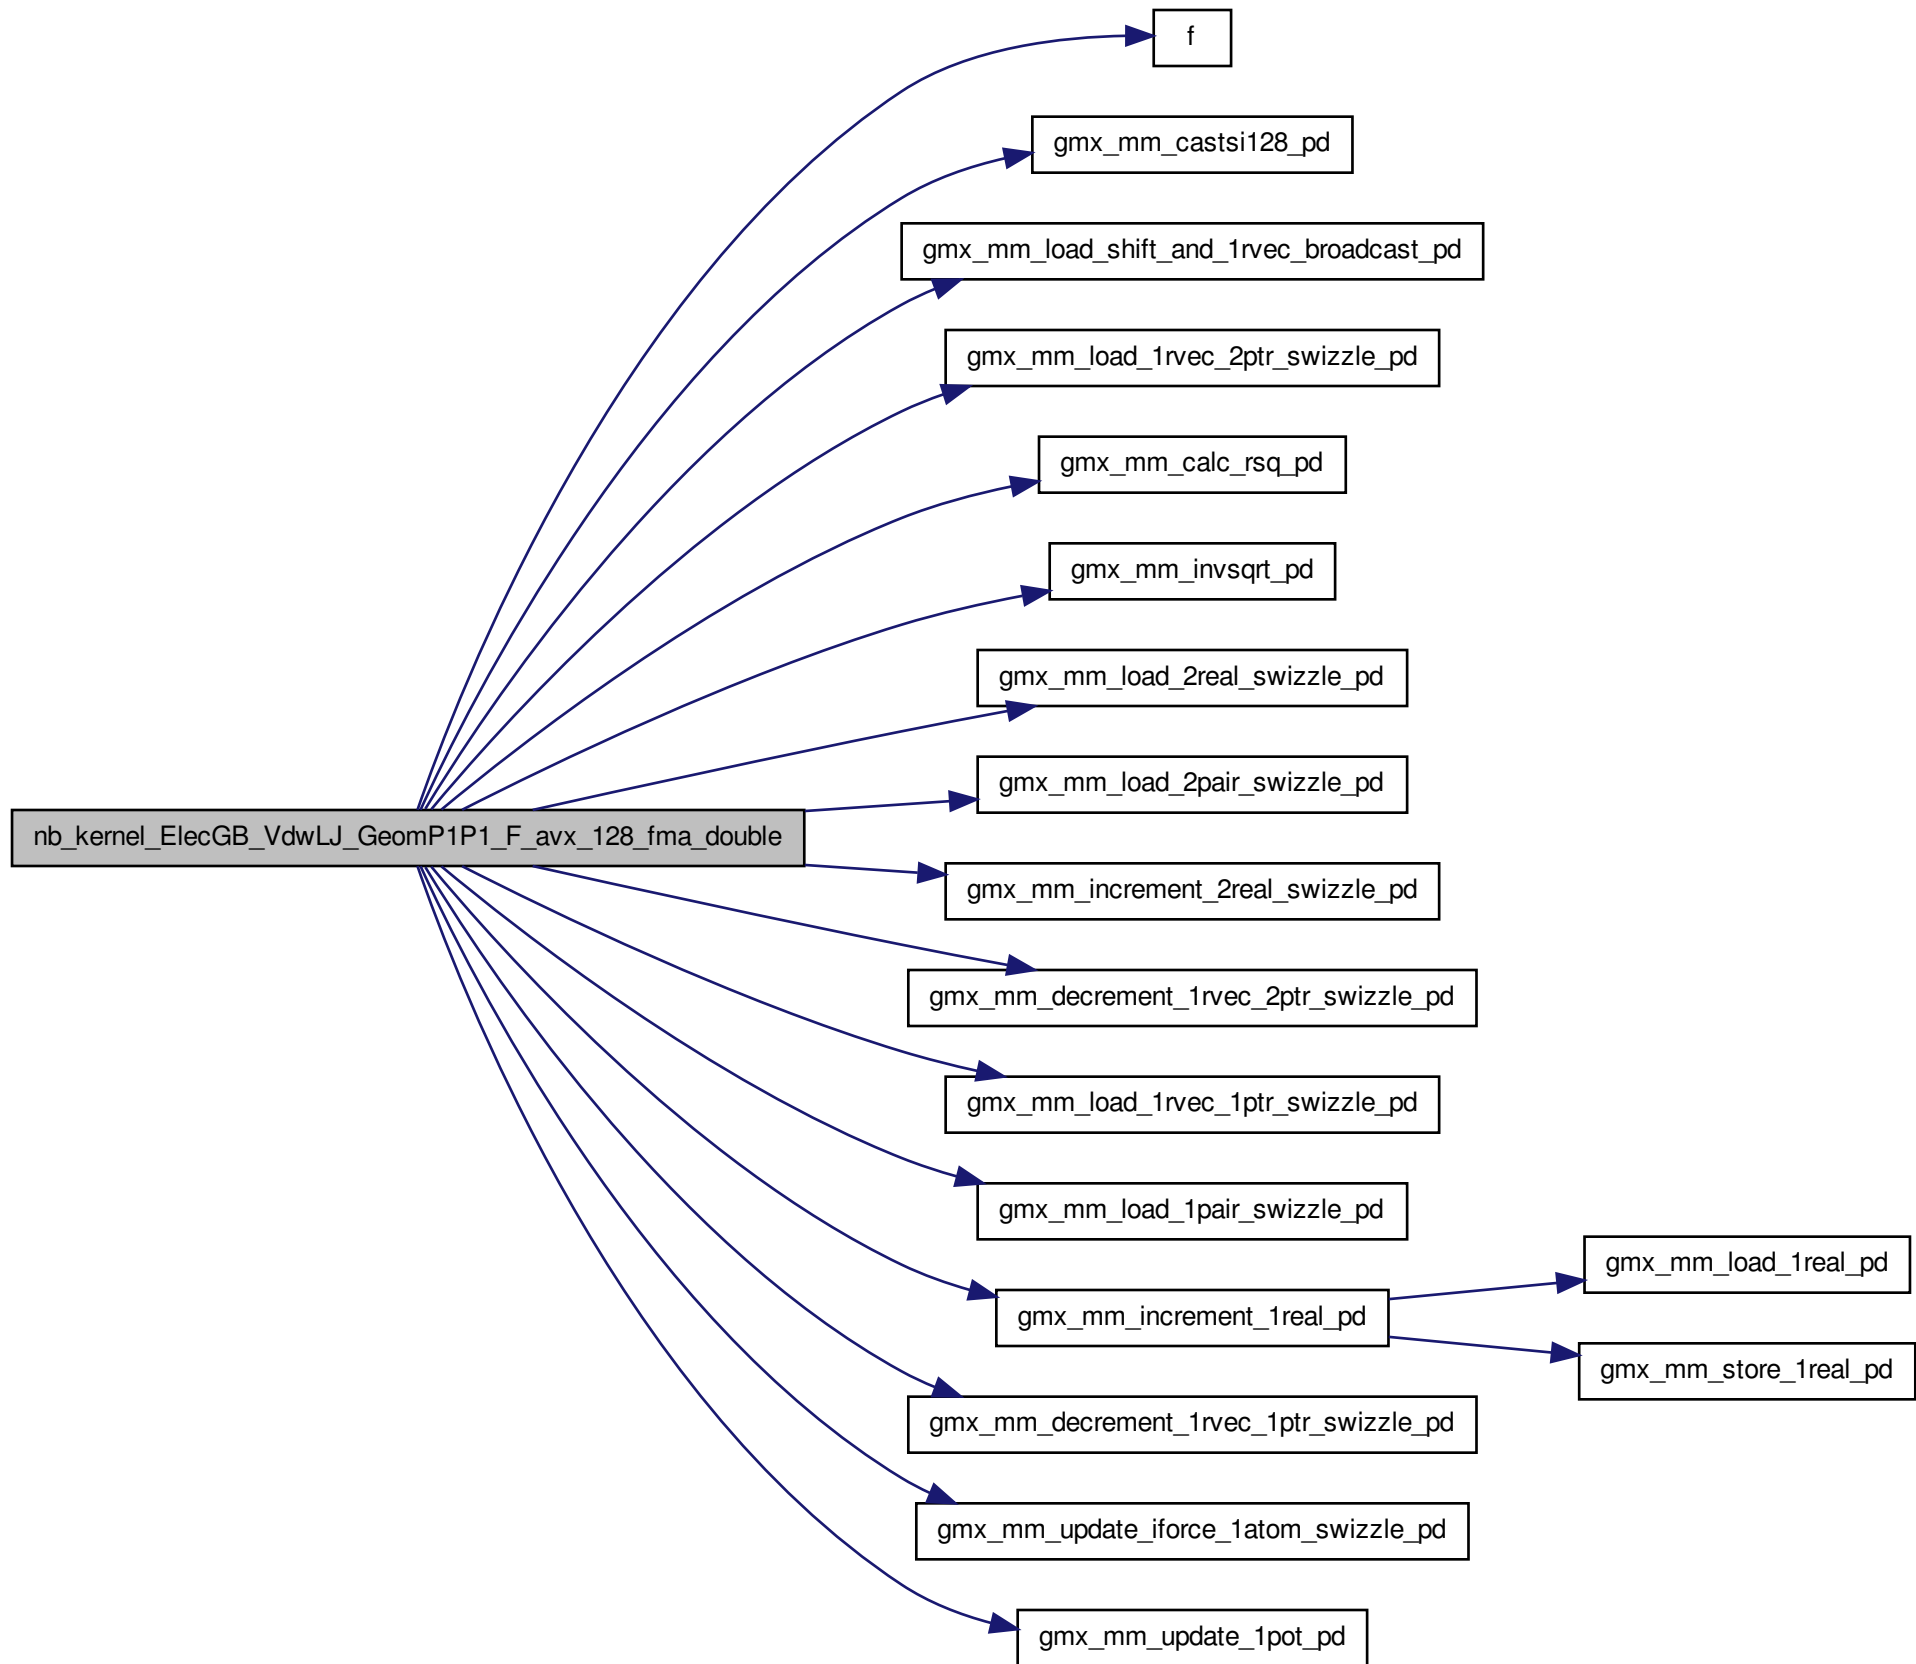 f
gmx_mm_castsi128_pd
gmx_mm_load_shift_and_1rvec_broadcast_pd
gmx_mm_load_1rvec_2ptr_swizzle_pd
gmx_mm_calc_rsq_pd
gmx_mm_invsqrt_pd
gmx_mm_load_2real_swizzle_pd
gmx_mm_load_2pair_swizzle_pd
nb_kernel_ElecGB_VdwLJ_GeomP1P1_F_avx_128_fma_double
gmx_mm_increment_2real_swizzle_pd
gmx_mm_decrement_1rvec_2ptr_swizzle_pd
gmx_mm_load_1rvec_1ptr_swizzle_pd
gmx_mm_load_1pair_swizzle_pd
gmx_mm_load_1real_pd
gmx_mm_increment_1real_pd
gmx_mm_store_1real_pd
gmx_mm_decrement_1rvec_1ptr_swizzle_pd
gmx_mm_update_iforce_1atom_swizzle_pd
gmx_mm_update_1pot_pd